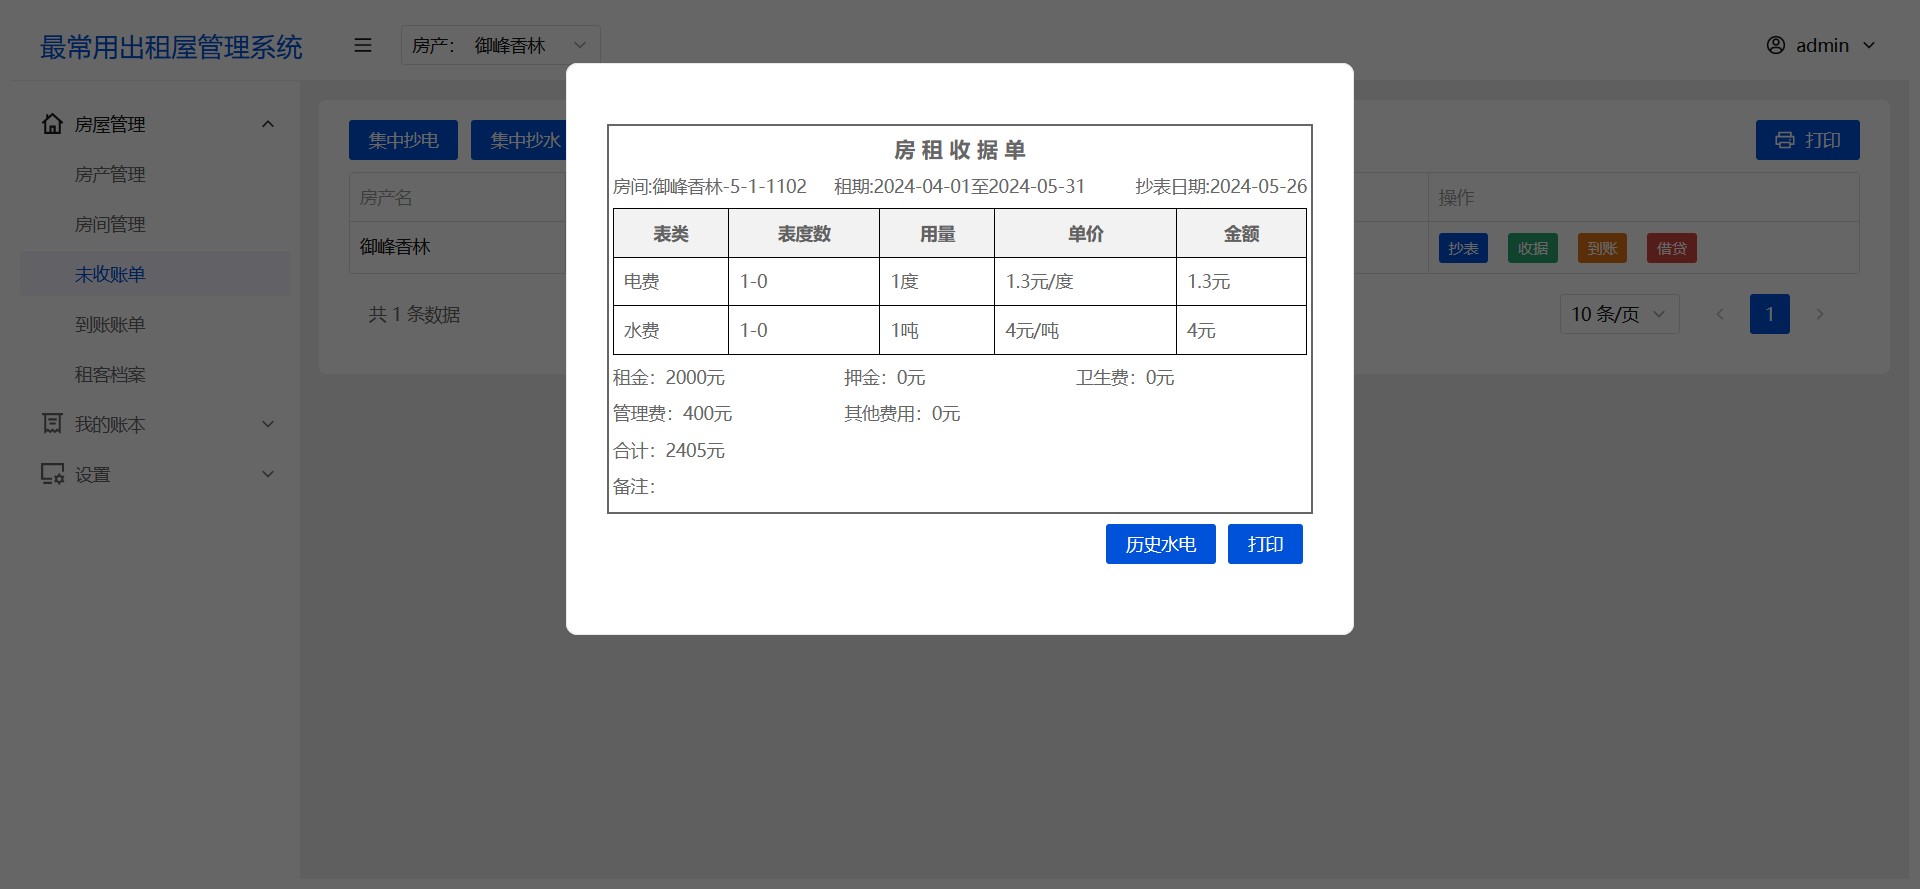 最常用出租屋管理系统
房产： 御峰香林
admin
房屋管理
房产管理
房间管理
未收账单
到账账单
租客档案
我的账本
设置
集中抄电 集中抄水 打印
房产名 操作
御峰香林 抄表 收据 到账 借贷
共 1 条数据 10 条/页 1
房租收据单
房间:御峰香林-5-1-1102 租期:2024-04-01至2024-05-31 抄表日期:2024-05-26
表类 表度数 用量 单价 金额
电费 1-0 1度 1.3元/度 1.3元
水费 1-0 1吨 4元/吨 4元
租金：2000元 押金：0元 卫生费：0元
管理费：400元 其他费用：0元
合计：2405元
备注：
历史水电 打印